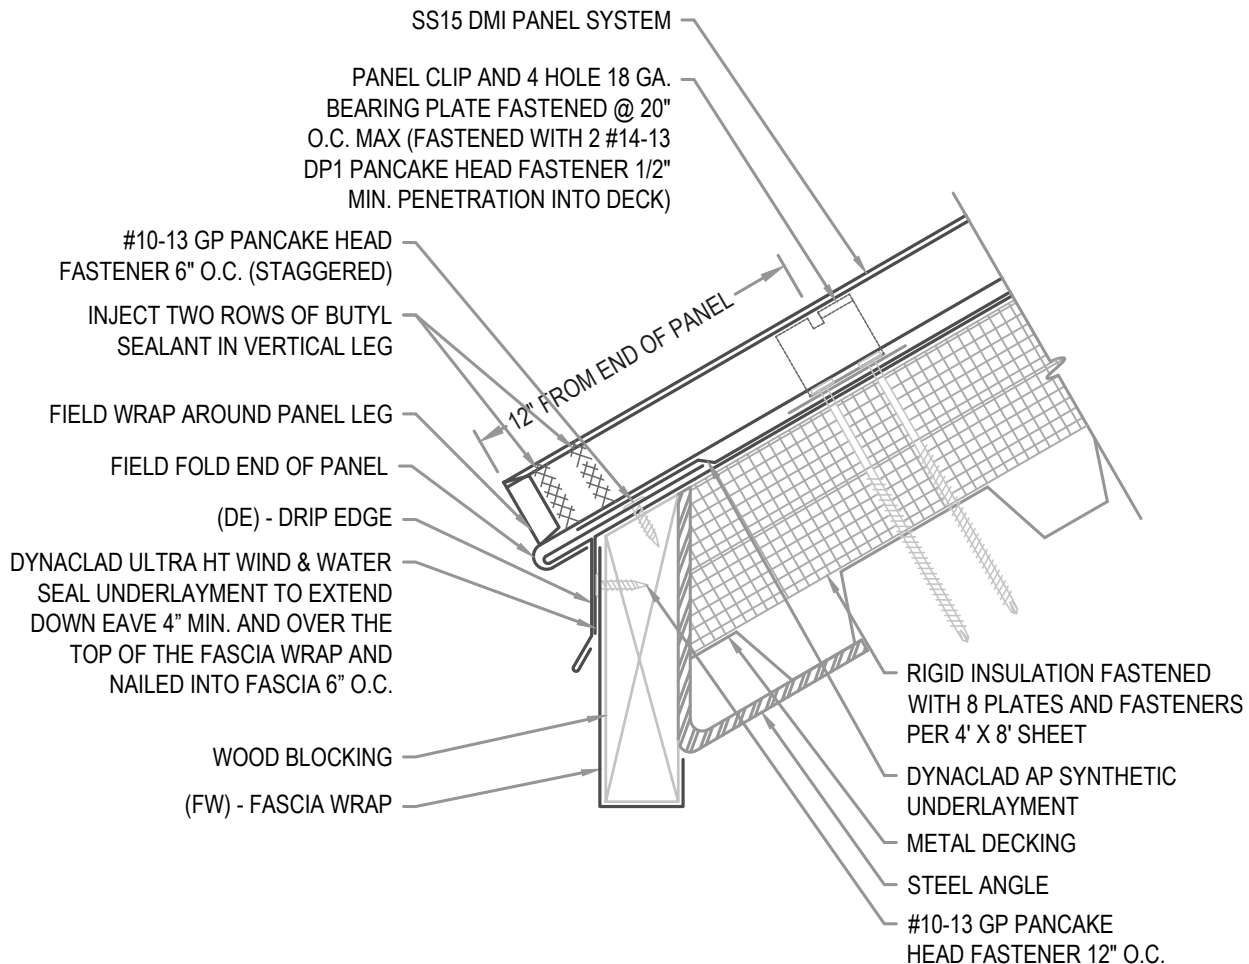 SS15 DMI PANEL SYSTEM
PANEL CLIP AND 4 HOLE 18 GA.
BEARING PLATE FASTENED @ 20"
O.C. MAX (FASTENED WITH 2 #14-13
DP1 PANCAKE HEAD FASTENER 1/2"
MIN. PENETRATION INTO DECK)
#10-13 GP PANCAKE HEAD
FASTENER 6" O.C. (STAGGERED)
INJECT TWO ROWS OF BUTYL
SEALANT IN VERTICAL LEG
12" FROM END OF PANEL
FIELD WRAP AROUND PANEL LEG
FIELD FOLD END OF PANEL
(DE) - DRIP EDGE
DYNACLAD ULTRA HT WIND & WATER
SEAL UNDERLAYMENT TO EXTEND
DOWN EAVE 4” MIN. AND OVER THE
TOP OF THE FASCIA WRAP AND
NAILED INTO FASCIA 6” O.C.
WOOD BLOCKING
(FW) - FASCIA WRAP
RIGID INSULATION FASTENED
WITH 8 PLATES AND FASTENERS
PER 4' X 8' SHEET
DYNACLAD AP SYNTHETIC
UNDERLAYMENT
METAL DECKING
STEEL ANGLE
#10-13 GP PANCAKE
HEAD FASTENER 12" O.C.